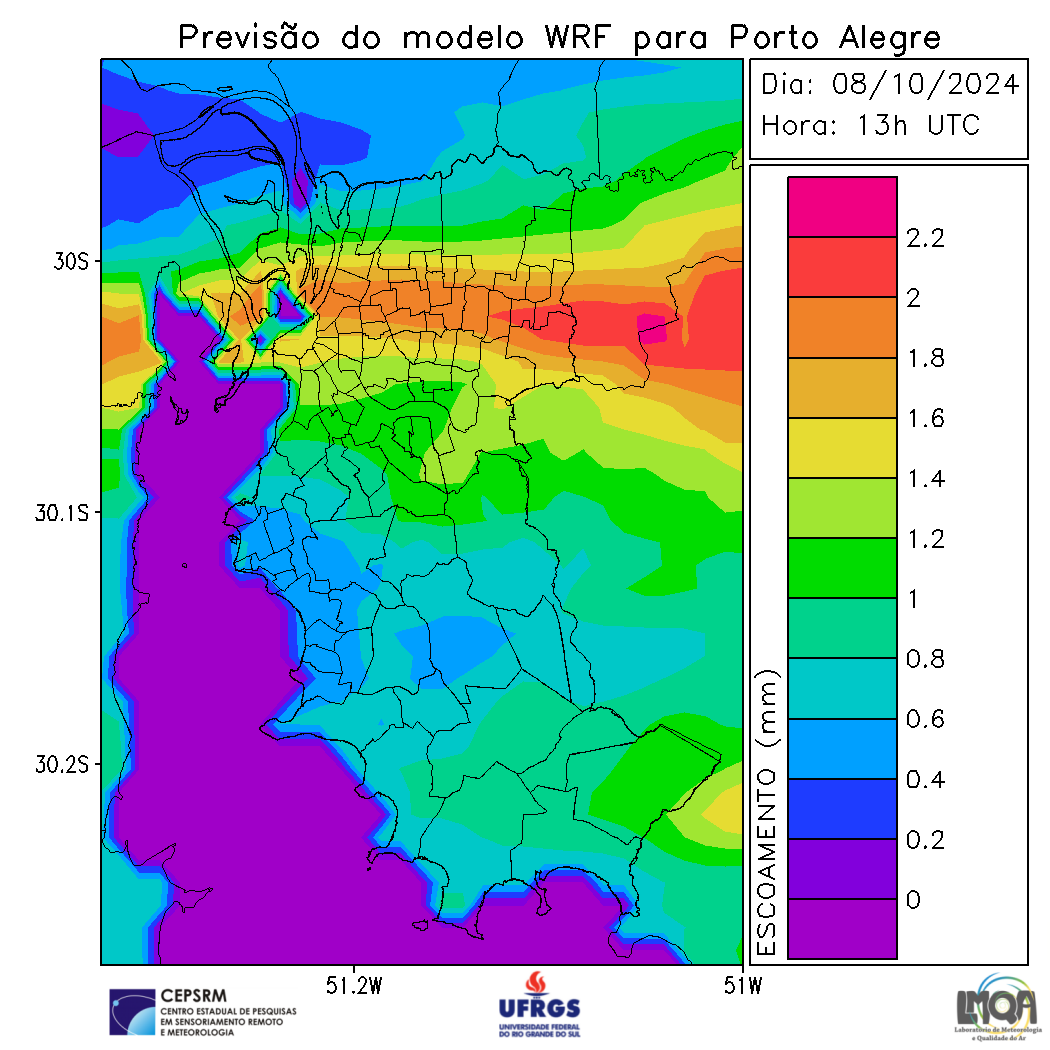 Previsão do modelo WRF para Porto Alegre
Dia: 08/10/2024
Hora: 13h UTC
30S
30.1S
30.2S
51.2W
51W
2.2
2
1.8
1.6
1.4
1.2
1
0.8
0.6
0.4
0.2
0
ESCOAMENTO (mm)
CEPSRM
CENTRO ESTADUAL DE PESQUISAS
EM SENSORIAMENTO REMOTO
E METEOROLOGIA
UFRGS
UNIVERSIDADE FEDERAL
DO RIO GRANDE DO SUL
LMQA
Laboratório de Meteorologia
e Qualidade do Ar